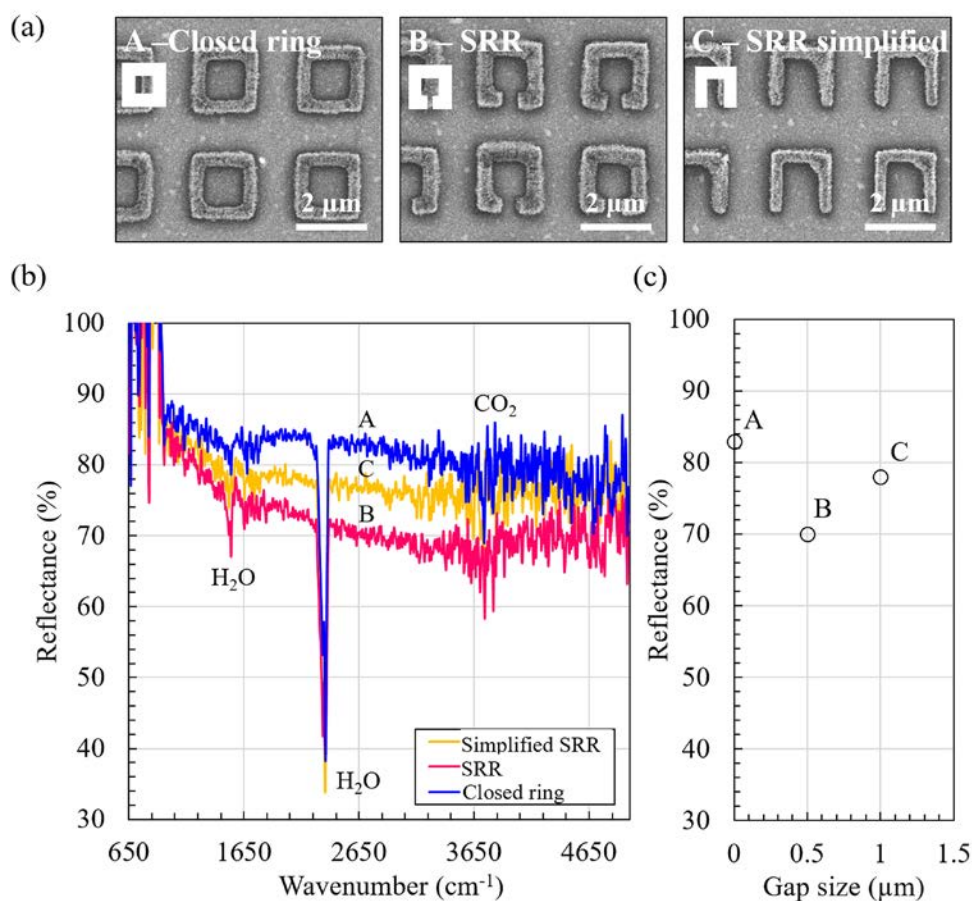 (a)
A – Closed ring
B – SRR
C – SRR simplified
2 µm
2 µm
2 µm
(b)
100
90
80
70
60
50
40
30
Reflectance (%)
650
1650
2650
3650
4650
Wavenumber (cm-1)
A
C
B
CO2
H2O
H2O
Simplified SRR
SRR
Closed ring
(c)
100
90
80
70
60
50
40
30
Reflectance (%)
0
0.5
1
1.5
Gap size (µm)
A
B
C